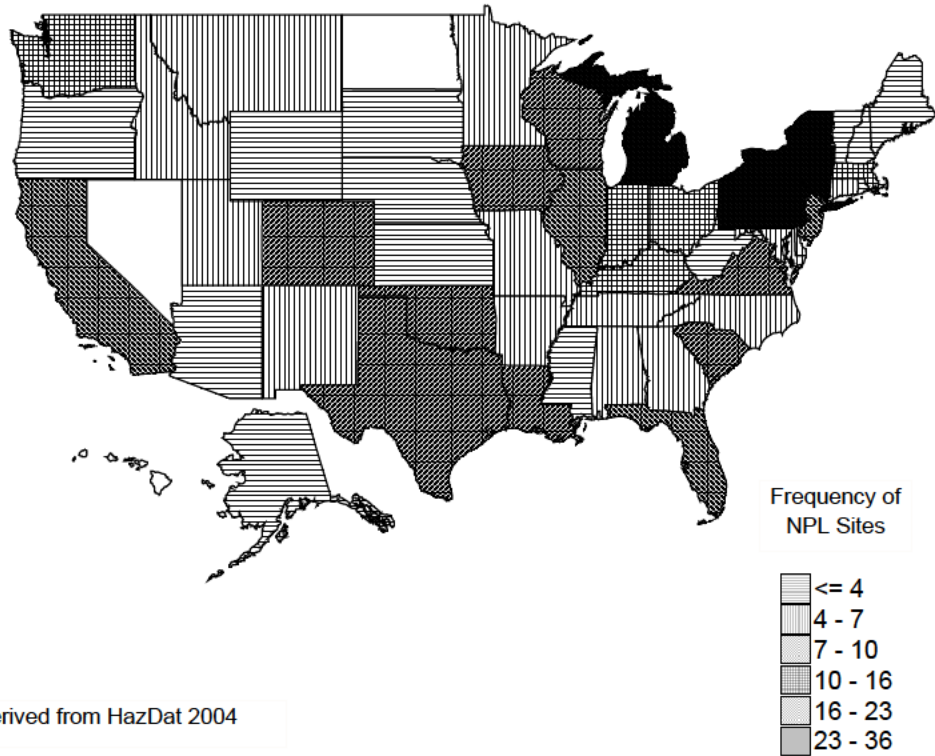 Frequency of
NPL Sites
<= 4
4 - 7
7 - 10
10 - 16
16 - 23
23 - 36
erived from HazDat 2004